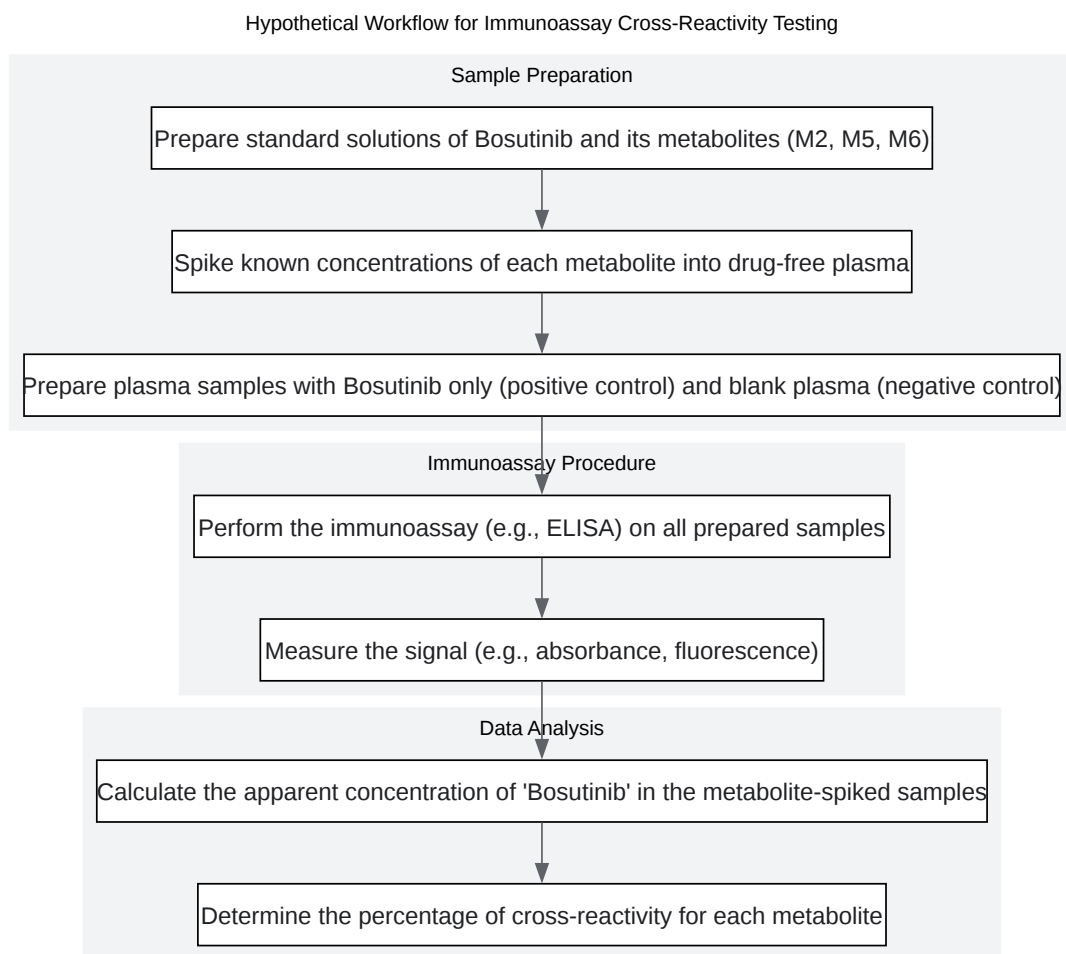 Hypothetical Workflow for Immunoassay Cross-Reactivity Testing
Sample Preparation
Prepare standard solutions of Bosutinib and its metabolites (M2, M5, M6)
Spike known concentrations of each metabolite into drug-free plasma
Prepare plasma samples with Bosutinib only (positive control) and blank plasma (negative control)
Immunoassay Procedure
Perform the immunoassay (e.g., ELISA) on all prepared samples
Measure the signal (e.g., absorbance, fluorescence)
Data Analysis
Calculate the apparent concentration of 'Bosutinib' in the metabolite-spiked samples
Determine the percentage of cross-reactivity for each metabolite